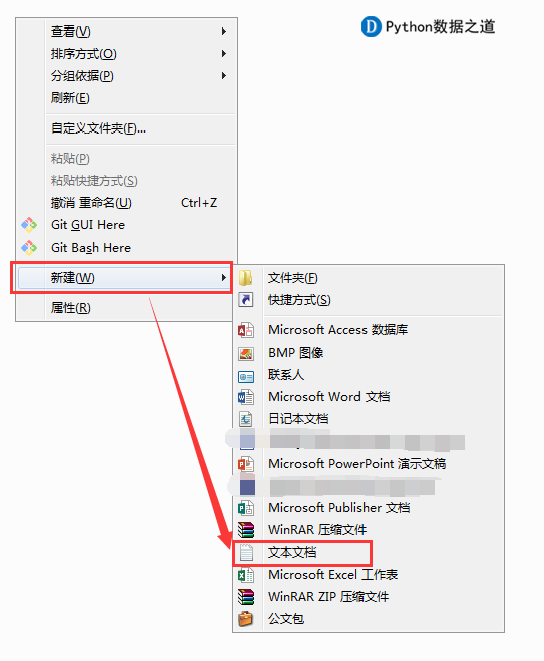 Python数据之道
查看(V)
排序方式(O)
分组依据(P)
刷新(E)
自定义文件夹(F)...
粘贴(P)
粘贴快捷方式(S)
撤消 重命名(U) Ctrl+Z
Git GUI Here
Git Bash Here
新建(W)
属性(R)
文件夹(F)
快捷方式(S)
Microsoft Access 数据库
BMP 图像
联系人
Microsoft Word 文档
日记本文档
Microsoft PowerPoint 演示文稿
Microsoft Publisher 文档
WinRAR 压缩文件
文本文档
Microsoft Excel 工作表
WinRAR ZIP 压缩文件
公文包